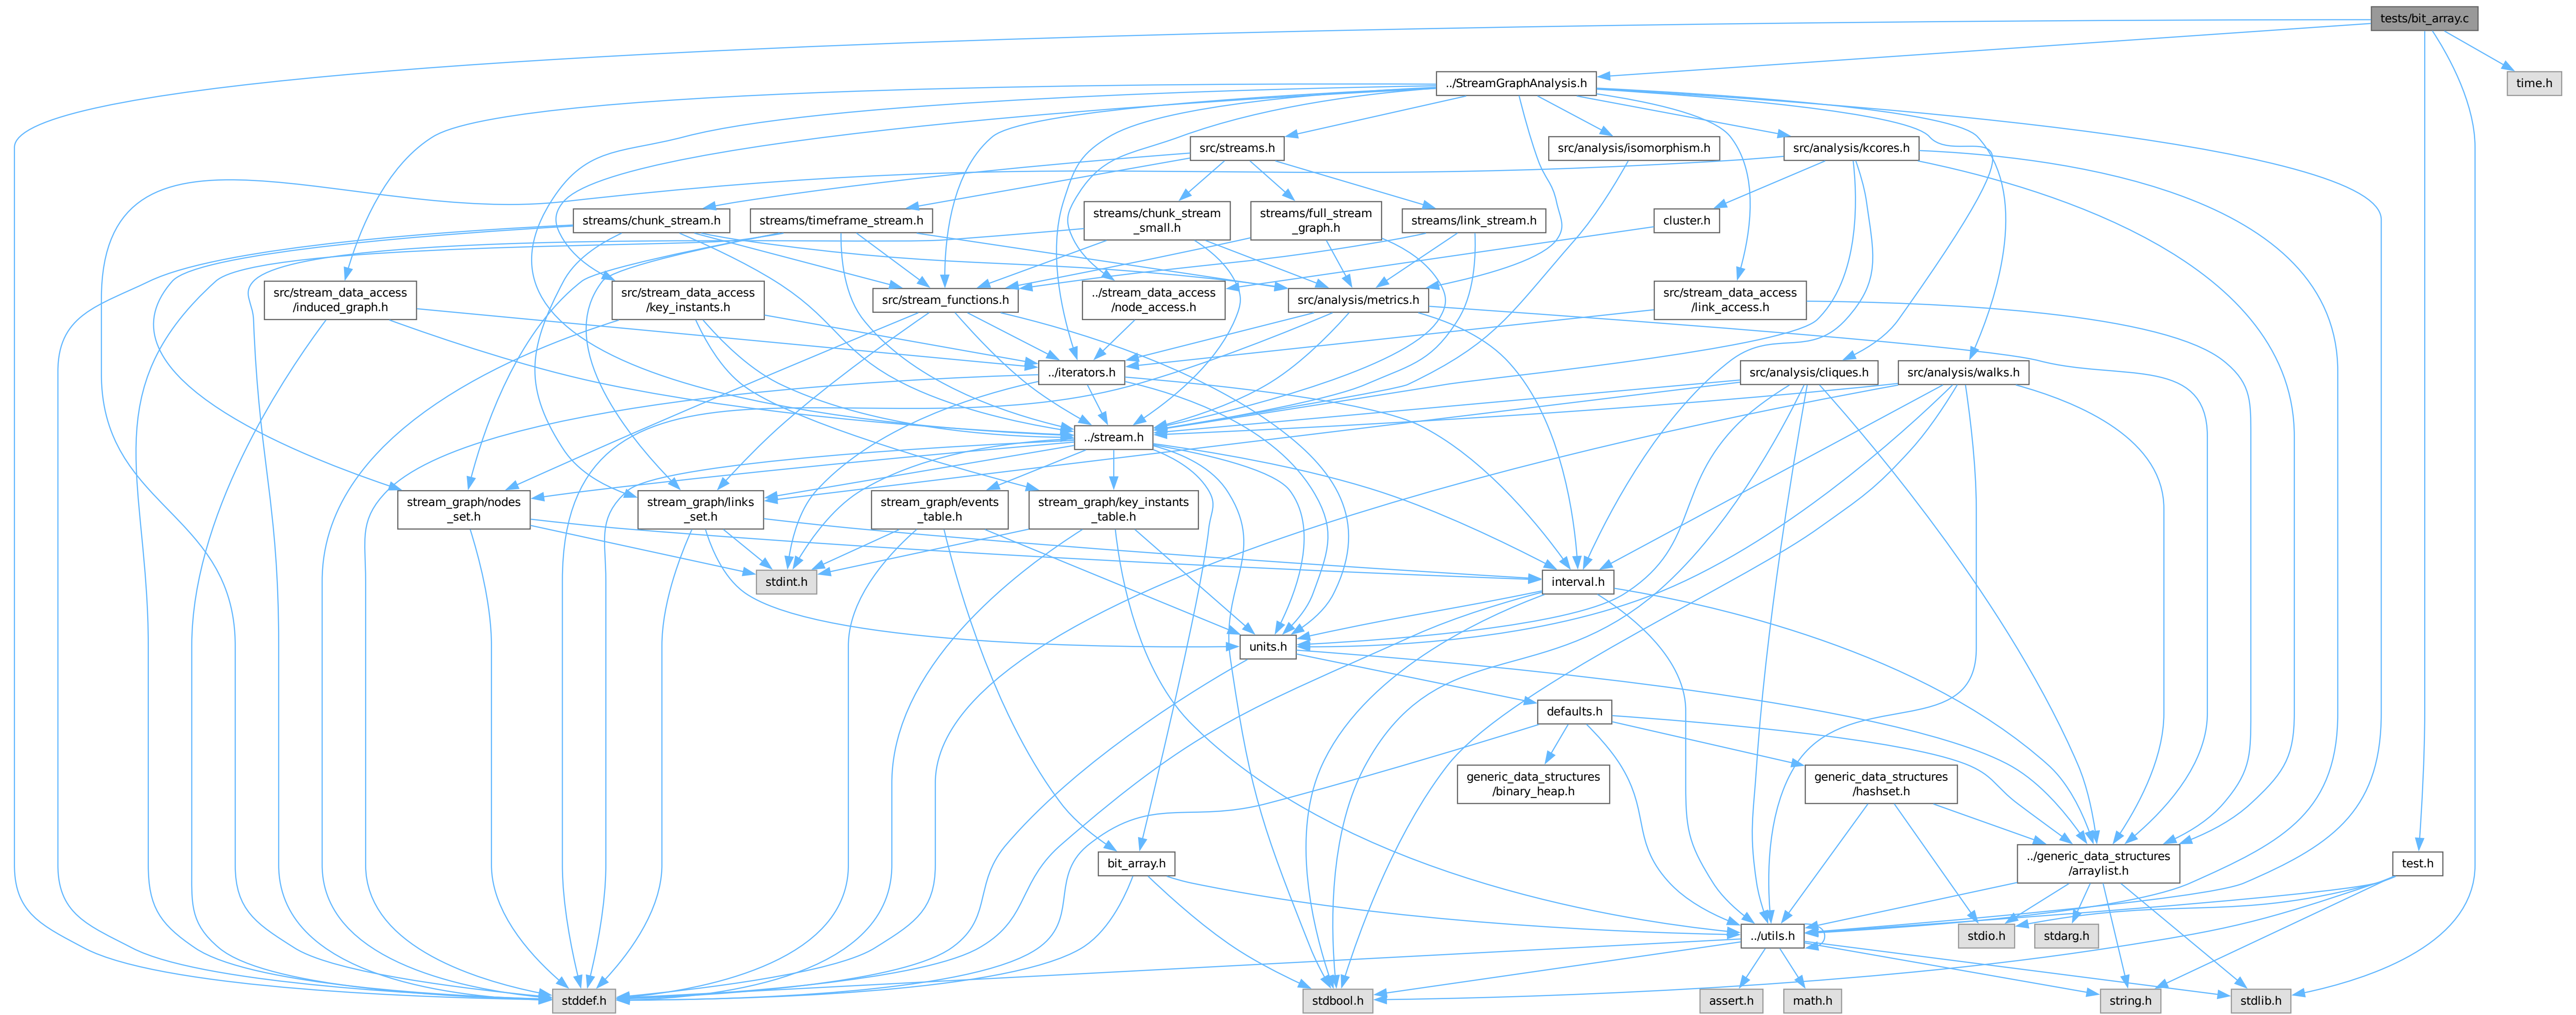 tests/bit_array.c
../StreamGraphAnalysis.h
time.h
src/streams.h
src/analysis/isomorphism.h
src/analysis/kcores.h
streams/chunk_stream.h
streams/timeframe_stream.h
streams/chunk_stream
_small.h
streams/full_stream
_graph.h
streams/link_stream.h
cluster.h
src/stream_data_access
/induced_graph.h
src/stream_data_access
/key_instants.h
src/stream_functions.h
../stream_data_access
/node_access.h
src/analysis/metrics.h
src/stream_data_access
/link_access.h
../iterators.h
src/analysis/cliques.h
src/analysis/walks.h
../stream.h
stream_graph/nodes
_set.h
stream_graph/links
_set.h
stream_graph/events
_table.h
stream_graph/key_instants
_table.h
stdint.h
interval.h
units.h
defaults.h
generic_data_structures
/binary_heap.h
generic_data_structures
/hashset.h
bit_array.h
../generic_data_structures
/arraylist.h
test.h
../utils.h
stdio.h
stdarg.h
stddef.h
stdbool.h
assert.h
math.h
string.h
stdlib.h